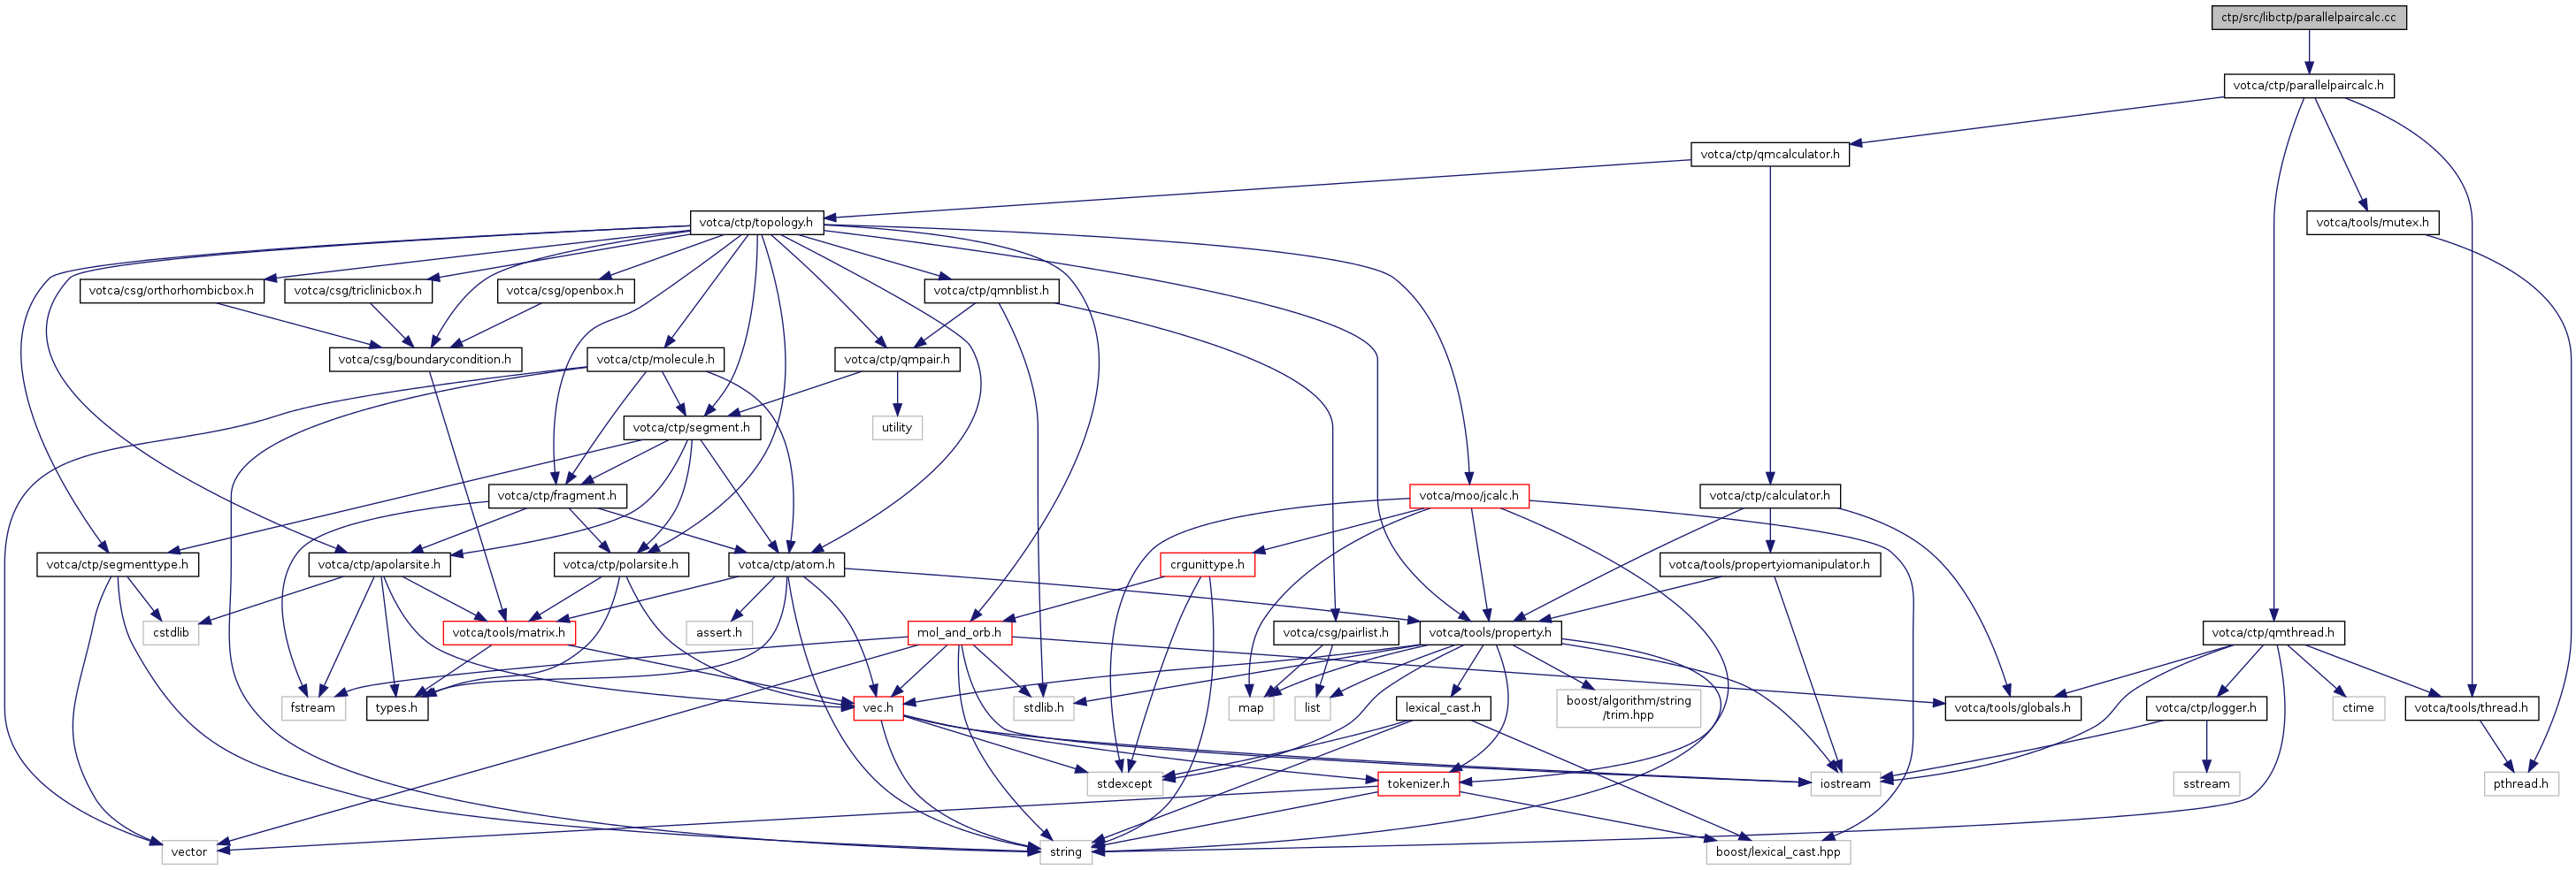 ctp/src/libctp/parallelpaircalc.cc
votca/ctp/parallelpaircalc.h
votca/ctp/qmcalculator.h
votca/ctp/topology.h
votca/tools/mutex.h
votca/csg/orthorhombicbox.h
votca/csg/triclinicbox.h
votca/csg/openbox.h
votca/ctp/qmnblist.h
votca/csg/boundarycondition.h
votca/ctp/molecule.h
votca/ctp/qmpair.h
votca/ctp/segment.h
utility
votca/ctp/fragment.h
votca/moo/jcalc.h
votca/ctp/calculator.h
votca/ctp/segmenttype.h
votca/ctp/apolarsite.h
votca/ctp/polarsite.h
votca/ctp/atom.h
crgunittype.h
votca/tools/propertyiomanipulator.h
cstdlib
votca/tools/matrix.h
assert.h
mol_and_orb.h
votca/csg/pairlist.h
votca/tools/property.h
votca/ctp/qmthread.h
fstream
types.h
vec.h
stdlib.h
map
list
lexical_cast.h
boost/algorithm/string
/trim.hpp
votca/tools/globals.h
votca/ctp/logger.h
ctime
votca/tools/thread.h
stdexcept
tokenizer.h
iostream
sstream
pthread.h
vector
string
boost/lexical_cast.hpp